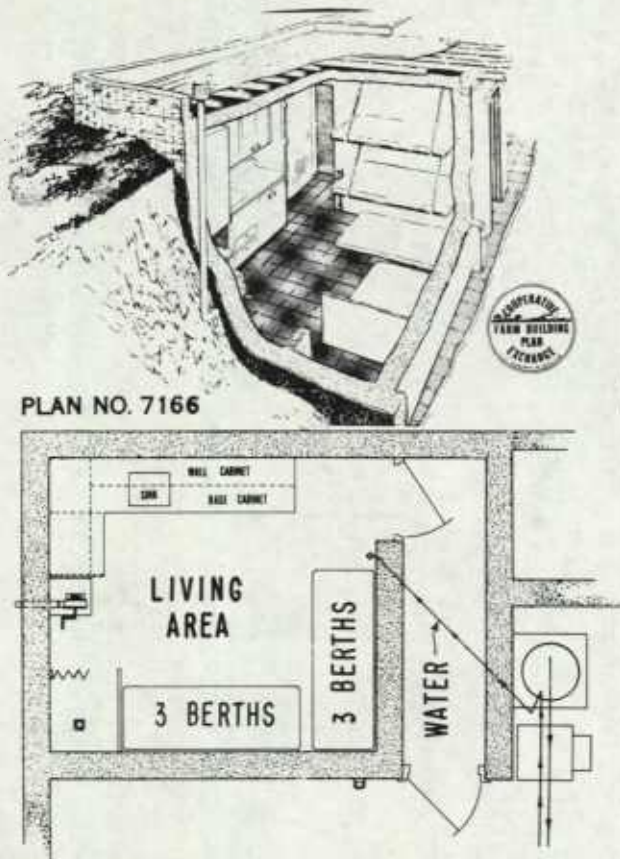 COOPERATIVE
FARM BUILDING
PLAN
EXCHANGE
PLAN NO. 7166
WALL CABINET
SINK
BASE CABINET
LIVING
AREA
3 BERTHS
3 BERTHS
WATER